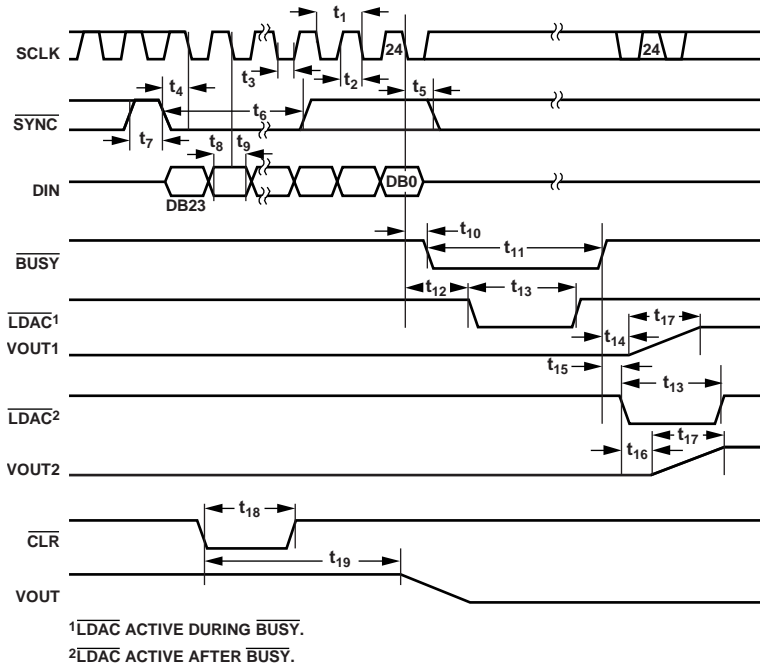 t1
SCLK
24
24
t3
t2
t4
t6
t5
SYNC
t7
t8
t9
DIN
DB23
DB0
t10
t11
BUSY
t12
t13
t17
LDAC1
t14
VOUT1
t15
t13
LDAC2
t17
t16
VOUT2
t18
CLR
t19
VOUT
1LDAC ACTIVE DURING BUSY.
2LDAC ACTIVE AFTER BUSY.